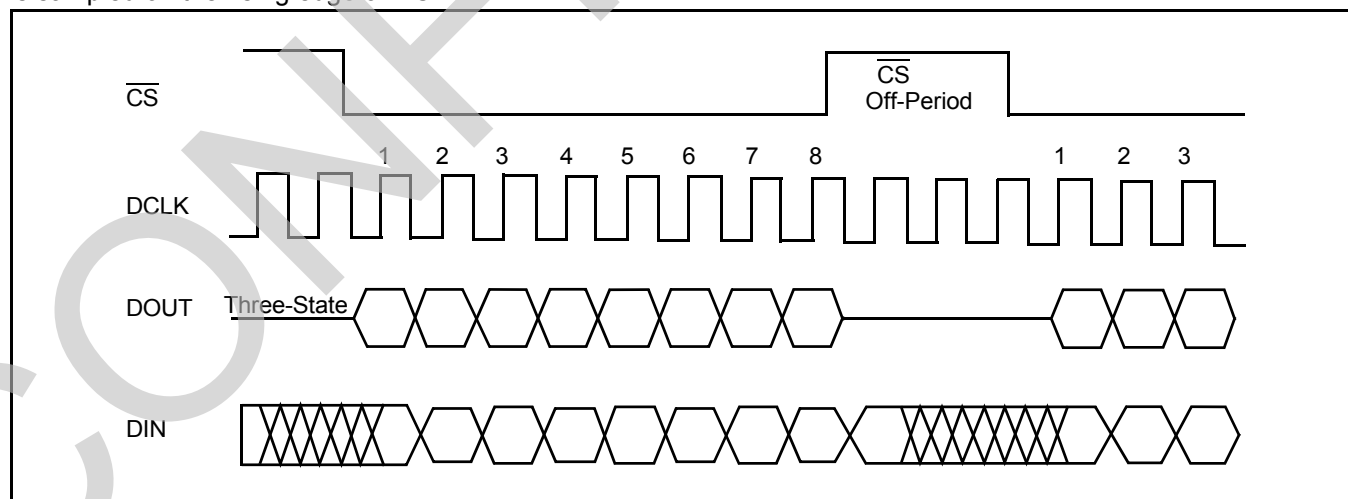 CS
CS
Off-Period
1 2 3 4 5 6 7 8 1 2 3
DCLK
DOUT Three-State
DIN